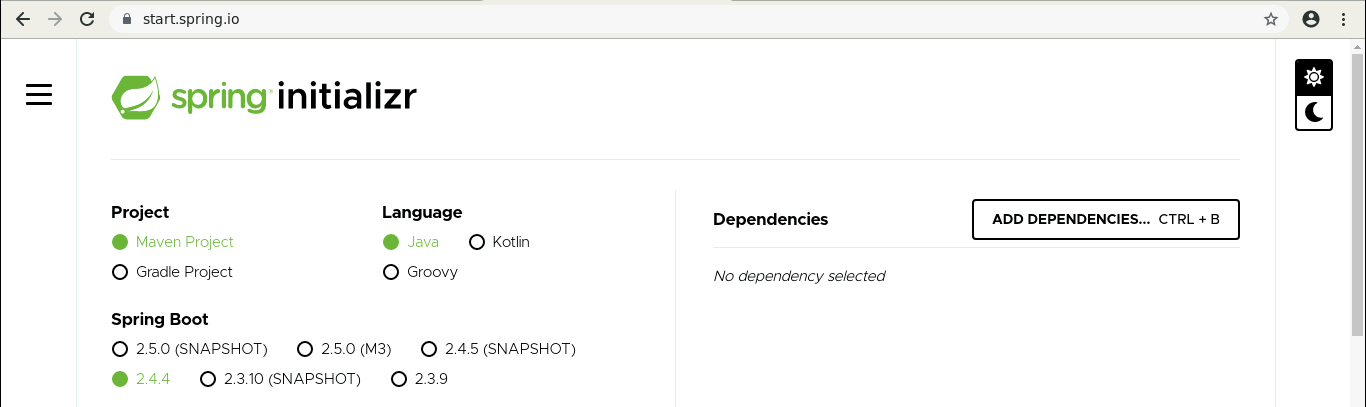 start.spring.io
spring initializr
Project
Maven Project
Gradle Project
Language
Java Kotlin
Groovy
Spring Boot
2.5.0 (SNAPSHOT) 2.5.0 (M3) 2.4.5 (SNAPSHOT)
2.4.4 2.3.10 (SNAPSHOT) 2.3.9
Dependencies
ADD DEPENDENCIES... CTRL + B
No dependency selected